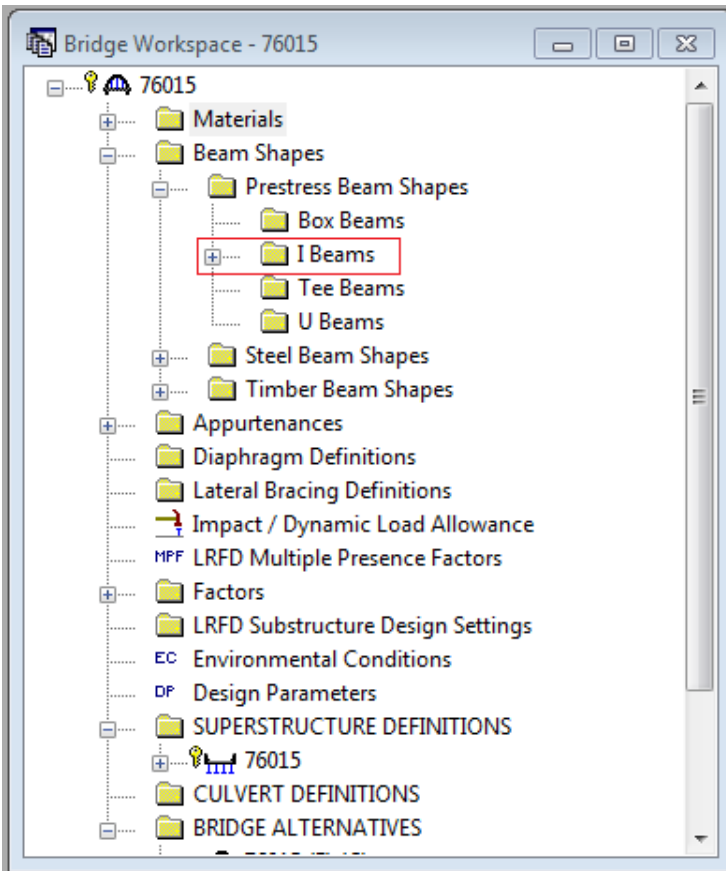 Bridge Workspace - 76015
76015
Materials
Beam Shapes
Prestress Beam Shapes
Box Beams
I Beams
Tee Beams
U Beams
Steel Beam Shapes
Timber Beam Shapes
Appurtenances
Diaphragm Definitions
Lateral Bracing Definitions
Impact / Dynamic Load Allowance
MPF LRFD Multiple Presence Factors
Factors
LRFD Substructure Design Settings
EC Environmental Conditions
DP Design Parameters
SUPERSTRUCTURE DEFINITIONS
76015
CULVERT DEFINITIONS
BRIDGE ALTERNATIVES